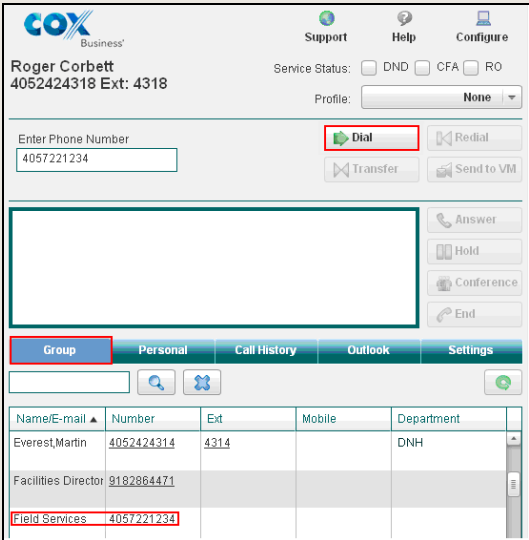 COX
Business'
Support Help Configure
Roger Corbett
4052424318 Ext: 4318
Service Status: DND CFA RO
Profile: None
Enter Phone Number
4057221234
Dial Redial
Transfer Send to VM
Answer
Hold
Conference
End
Group Personal Call History Outlook Settings
Name/E-mail Number Ext Mobile Department
Everest,Martin 4052424314 4314 DNH
Facilities Director 9182864471
Field Services 4057221234